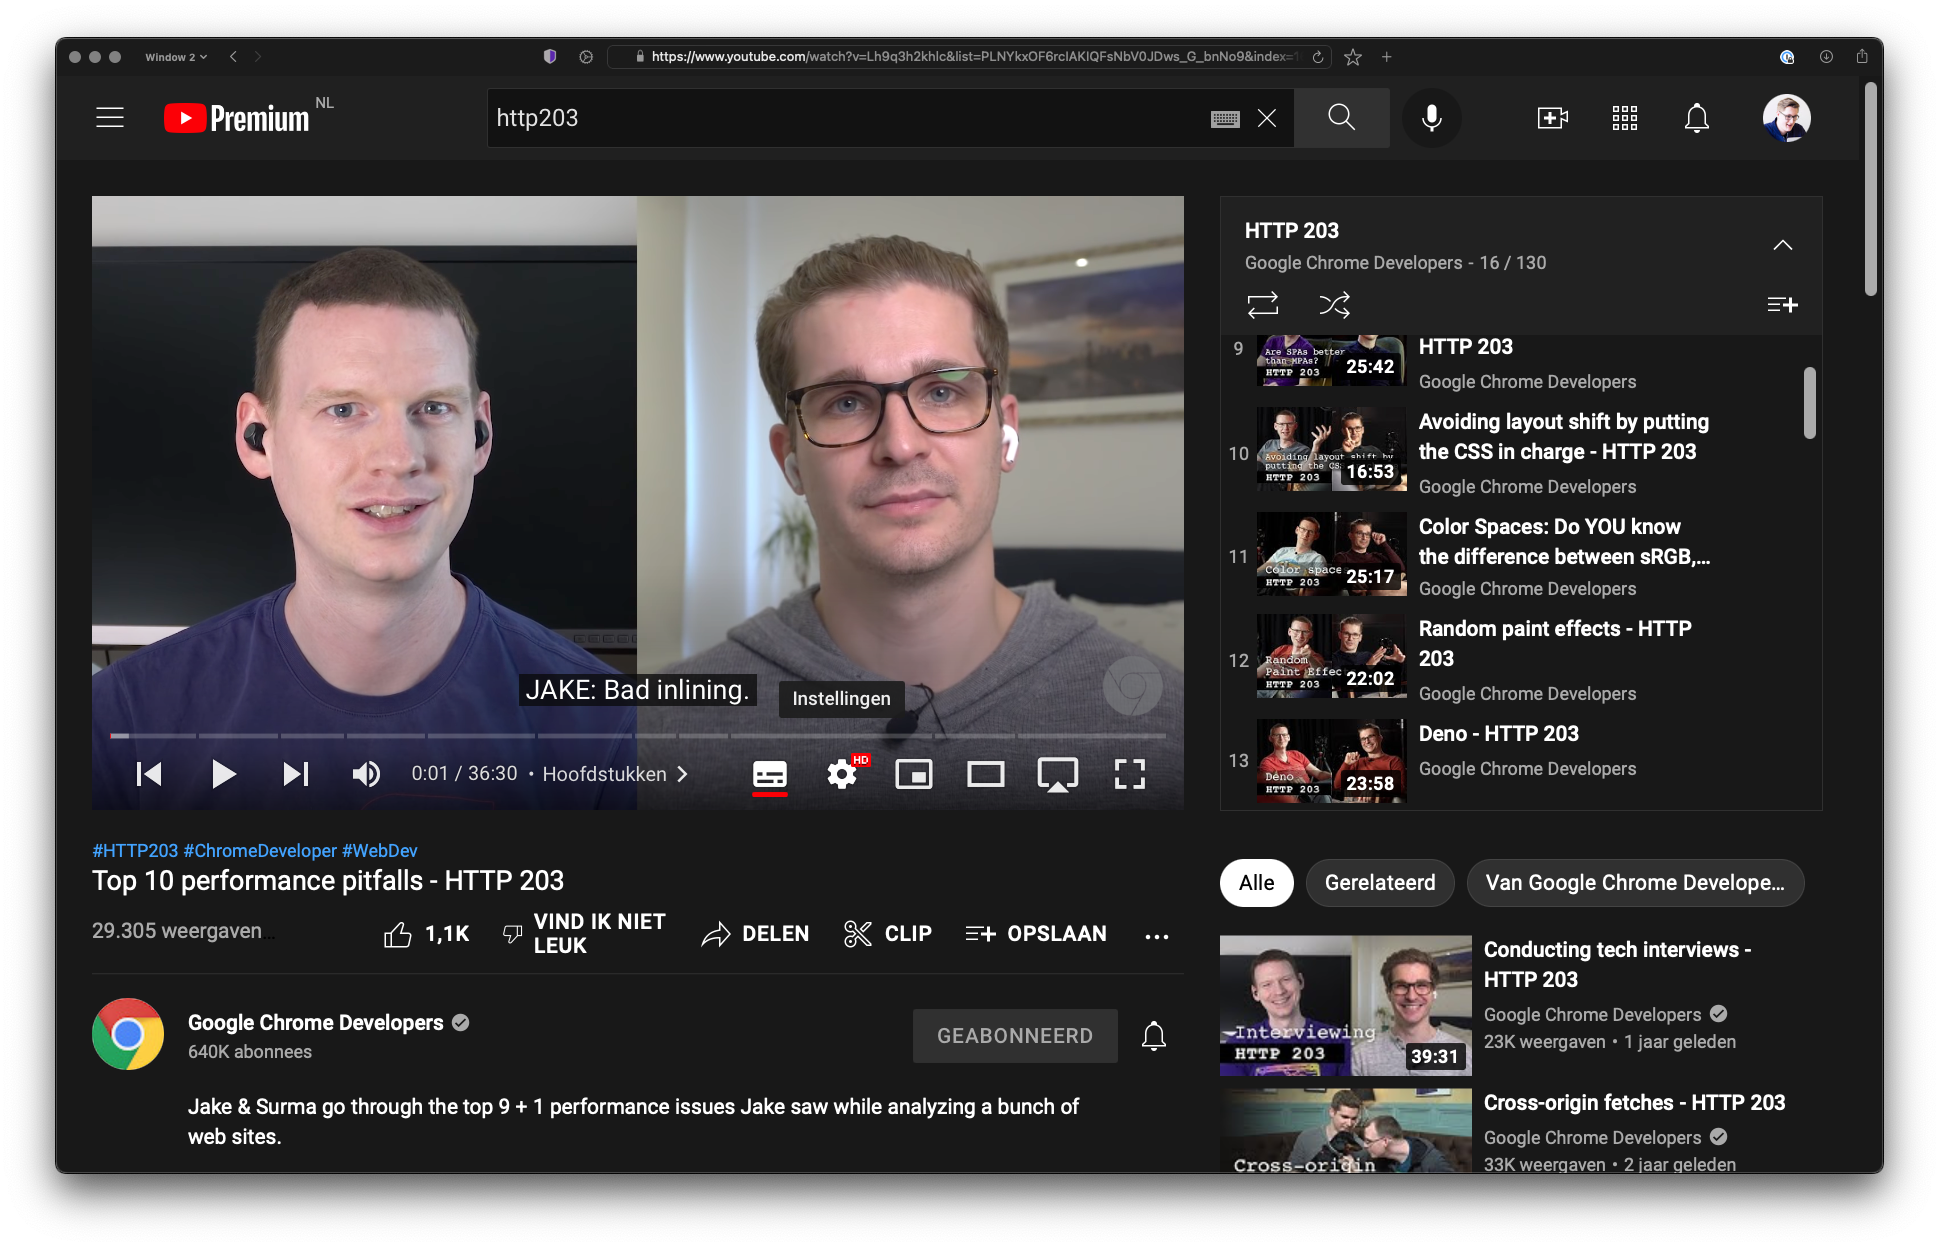 Window 2
https://www.youtube.com/watch?v=Lh9q3h2khlc&list=PLNYkxOF6rcIAKIQFsNbV0JDws_G_bnNo9&index=1
Premium NL
http203
JAKE: Bad inlining.
Instellingen
0:01 / 36:30 • Hoofdstukken
HD
#HTTP203 #ChromeDeveloper #WebDev
Top 10 performance pitfalls - HTTP 203
29.305 weergaven...
1,1K
VIND IK NIET
LEUK
DELEN
CLIP
OPSLAAN
Google Chrome Developers
640K abonnees
GEABONNEERD
Jake & Surma go through the top 9 + 1 performance issues Jake saw while analyzing a bunch of
web sites.
HTTP 203
Google Chrome Developers - 16 / 130
9
Are SPAs better
than MPAs?
HTTP 203
25:42
HTTP 203
Google Chrome Developers
10
Avoiding layout shift by
putting the CSS
HTTP 203
16:53
Avoiding layout shift by putting
the CSS in charge - HTTP 203
Google Chrome Developers
11
Color space
HTTP 203
25:17
Color Spaces: Do YOU know
the difference between sRGB,...
Google Chrome Developers
12
Random
Paint Effec
HTTP 203
22:02
Random paint effects - HTTP
203
Google Chrome Developers
13
Deno
HTTP 203
23:58
Deno - HTTP 203
Google Chrome Developers
Alle
Gerelateerd
Van Google Chrome Develope...
Interviewing
HTTP 203
39:31
Conducting tech interviews -
HTTP 203
Google Chrome Developers
23K weergaven • 1 jaar geleden
Cross-origin
Cross-origin fetches - HTTP 203
Google Chrome Developers
33K weergaven • 2 jaar geleden